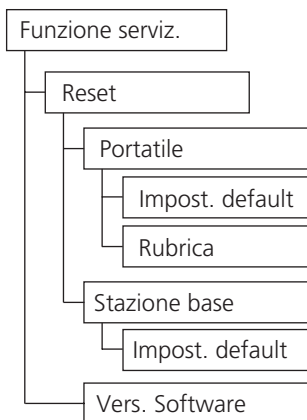 Funzione serviz.
Reset
Portatile
Impost. default
Rubrica
Stazione base
Impost. default
Vers. Software